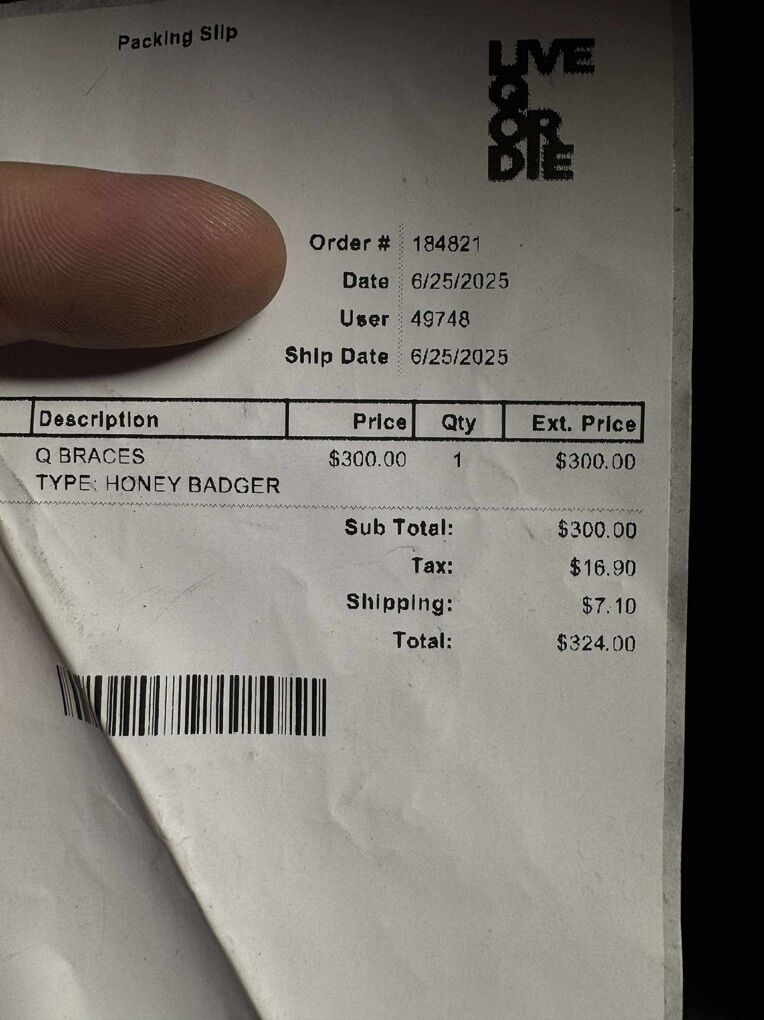 Packing Slip
LIVE
Q
OR
DIE
Order # 184821
Date 6/25/2025
User 49748
Ship Date 6/25/2025
Description Price Qty Ext. Price
Q BRACES $300.00 1 $300.00
TYPE: HONEY BADGER
Sub Total: $300.00
Tax: $16.90
Shipping: $7.10
Total: $324.00